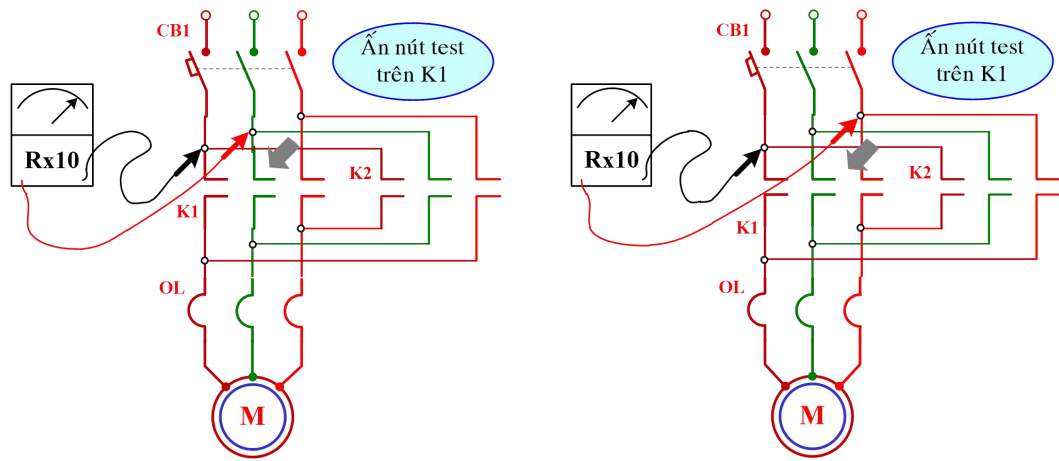 CB1
Ấn nút test
trên K1
Rx10
K2
K1
OL
M
CB1
Ấn nút test
trên K1
Rx10
K2
K1
OL
M